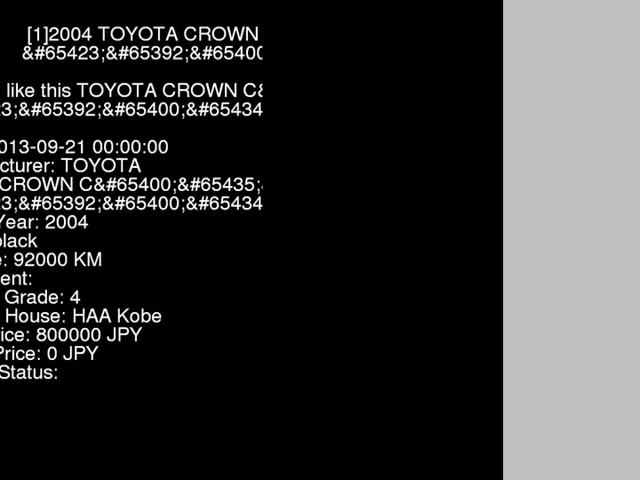 [1]2004 TOYOTA CROWN
&#65423;&#65392;&#6540
like this TOYOTA CROWN C&
3;&#65392;&#65400;&#65434
013-09-21 00:00:00
cturer: TOYOTA
CROWN C&#65400;&#65435;
3;&#65392;&#65400;&#65434
Year: 2004
lack
e: 92000 KM
ent:
Grade: 4
House: HAA Kobe
ice: 800000 JPY
Price: 0 JPY
Status: